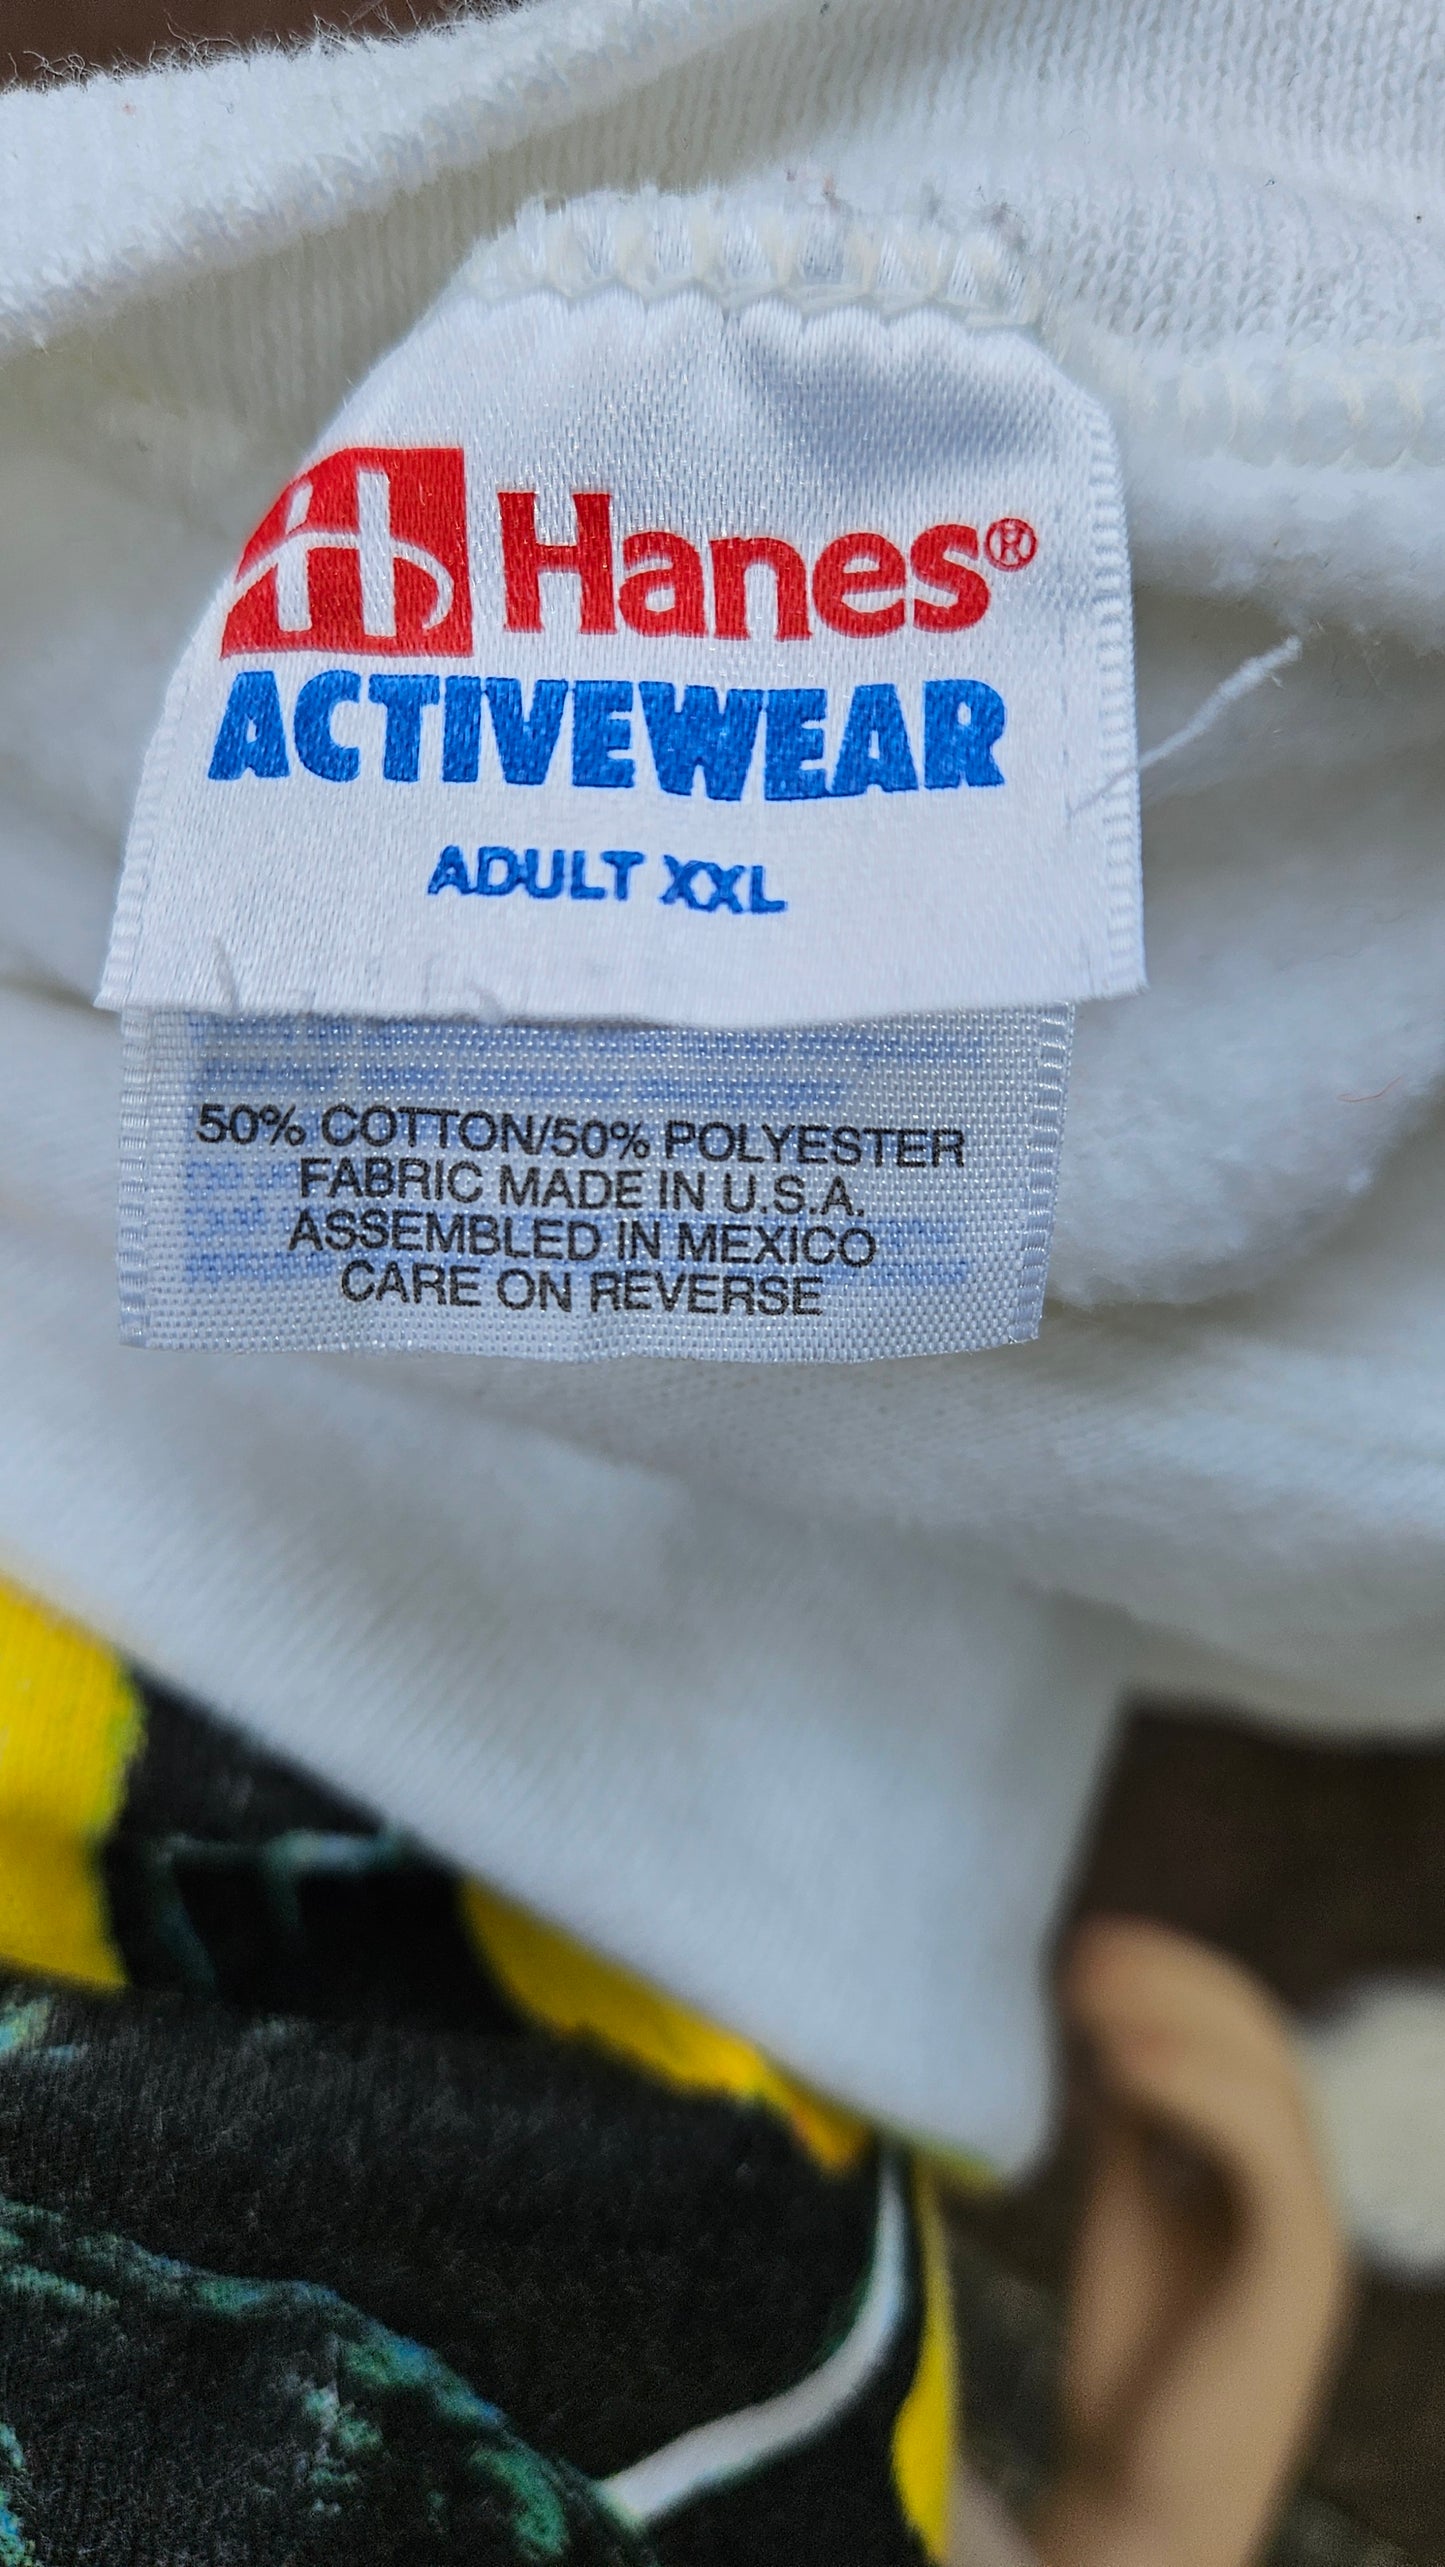 Hanes®
ACTIVEWEAR
ADULT XXL
50% COTTON/50% POLYESTER
FABRIC MADE IN U.S.A.
ASSEMBLED IN MEXICO
CARE ON REVERSE